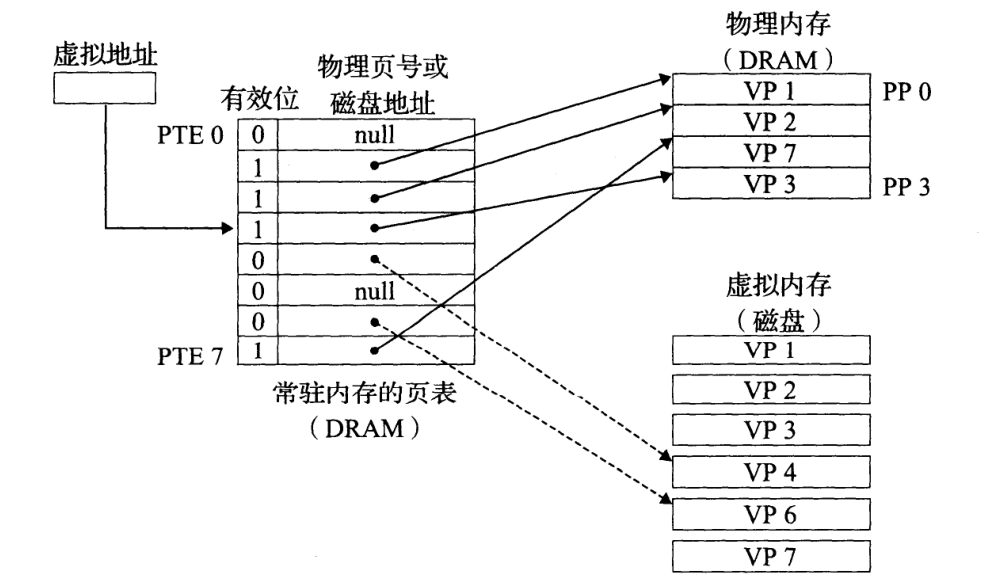 虚拟地址
物理页号或
磁盘地址
有效位
PTE 0
0
null
1
1
1
0
0
null
0
PTE 7
1
常驻内存的页表
（DRAM）
物理内存
（DRAM）
VP 1
PP 0
VP 2
VP 7
VP 3
PP 3
虚拟内存
（磁盘）
VP 1
VP 2
VP 3
VP 4
VP 6
VP 7